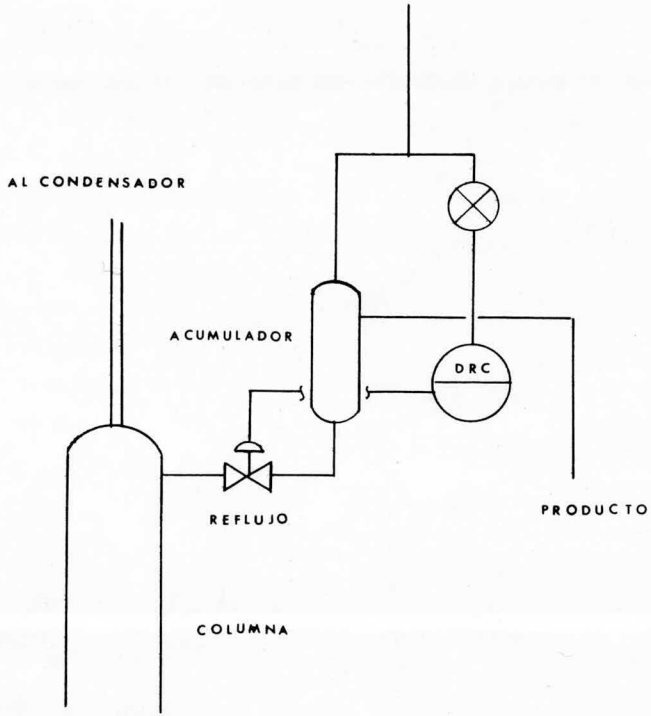 AL CONDENSADOR
ACUMULADOR
DRC
REFLUJO
PRODUCTO
COLUMNA